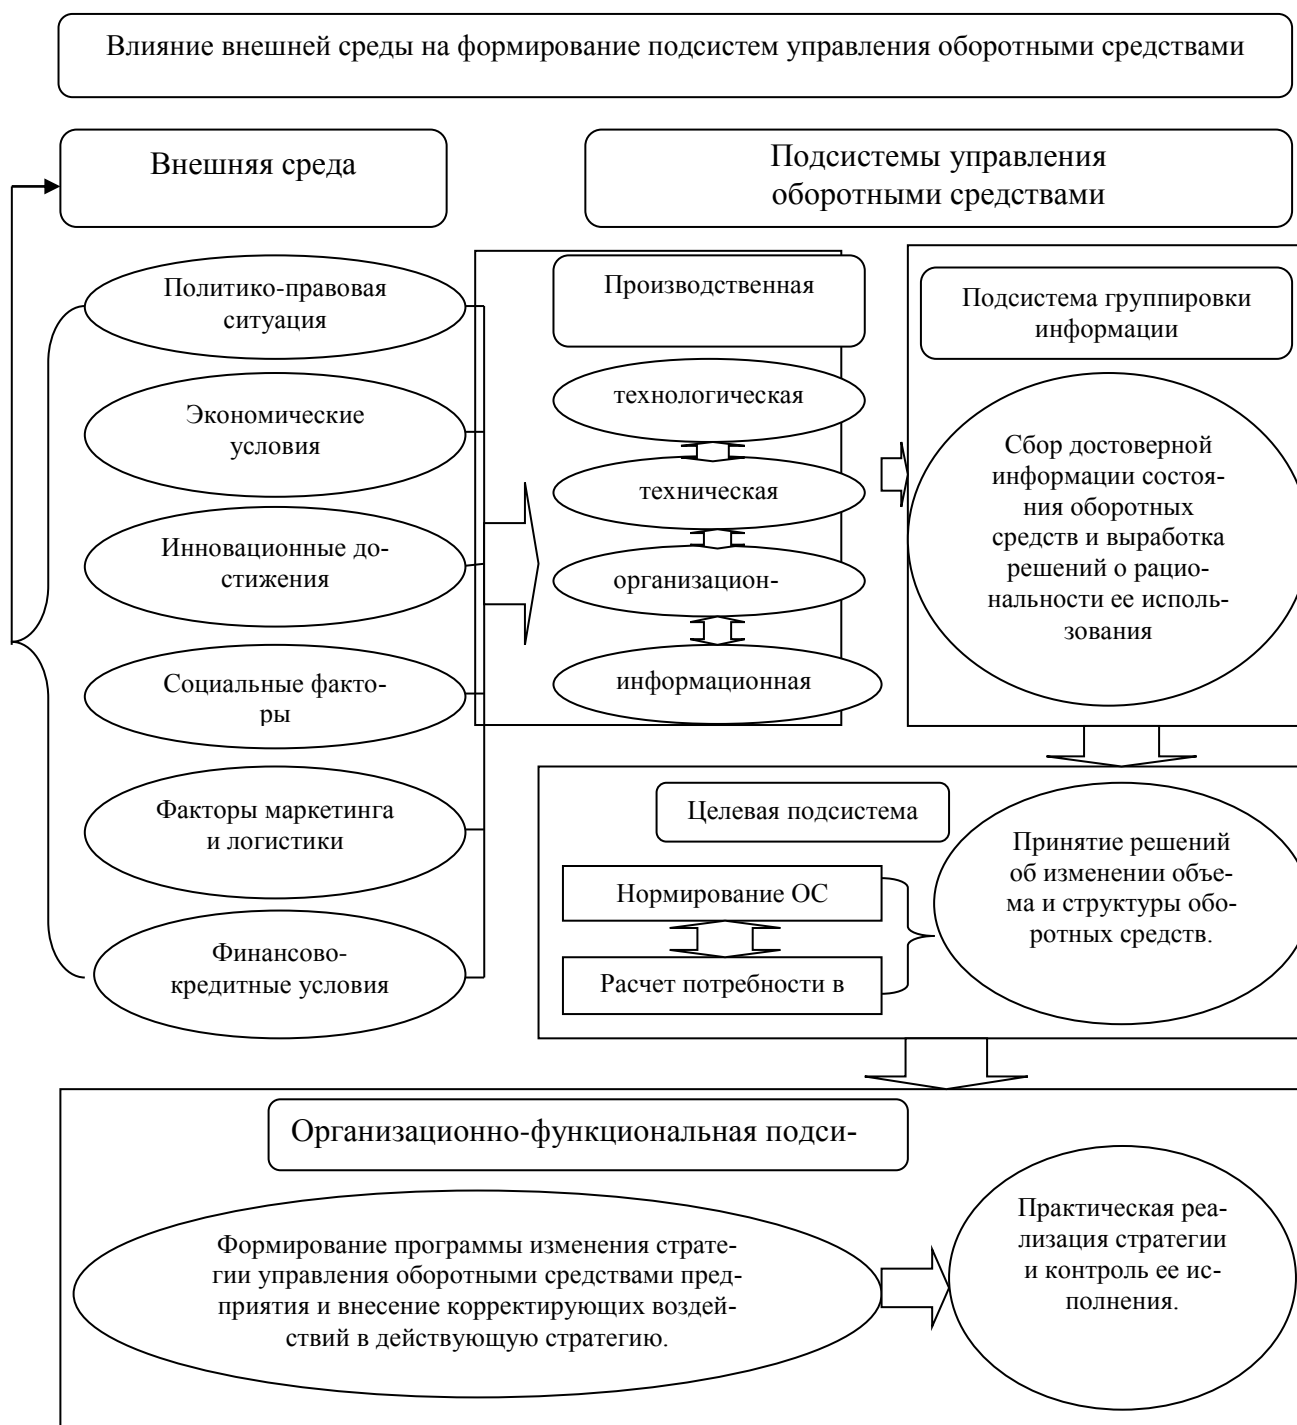 Влияние внешней среды на формирование подсистем управления оборотными средствами
Внешняя среда
Подсистемы управления
оборотными средствами
Политико-правовая
ситуация
Экономические
условия
Инновационные до-
стижения
Социальные факто-
ры
Факторы маркетинга
и логистики
Финансово-
кредитные условия
Производственная
технологическая
техническая
организацион-
информационная
Подсистема группировки
информации
Сбор достоверной
информации состоя-
ния оборотных
средств и выработка
решений о рацио-
нальности ее исполь-
зования
Целевая подсистема
Нормирование ОС
Расчет потребности в
Принятие решений
об изменении объе-
ма и структуры обо-
ротных средств.
Организационно-функциональная подси-
Формирование программы изменения страте-
гии управления оборотными средствами пред-
приятия и внесение корректирующих воздей-
ствий в действующую стратегию.
Практическая реа-
лизация стратегии
и контроль ее ис-
полнения.